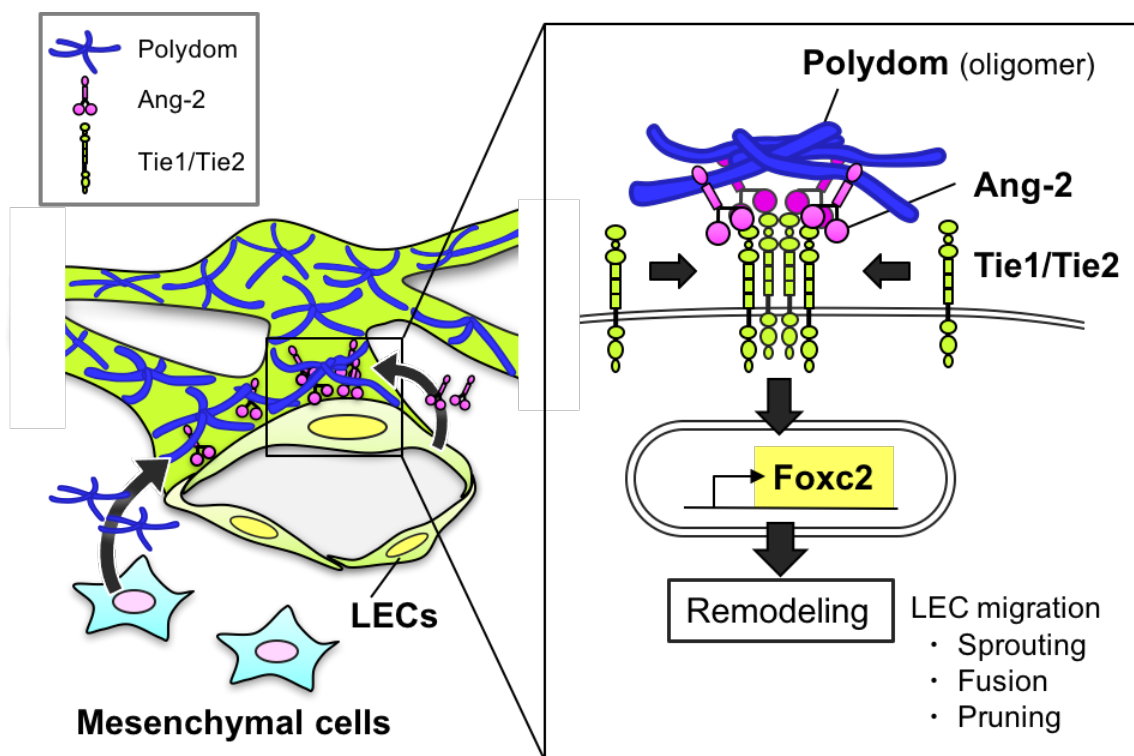 Polydom
Ang-2
Tie1/Tie2
LECs
Mesenchymal cells
Polydom (oligomer)
Ang-2
Tie1/Tie2
Foxc2
Remodeling
LEC migration
・ Sprouting
・ Fusion
・ Pruning